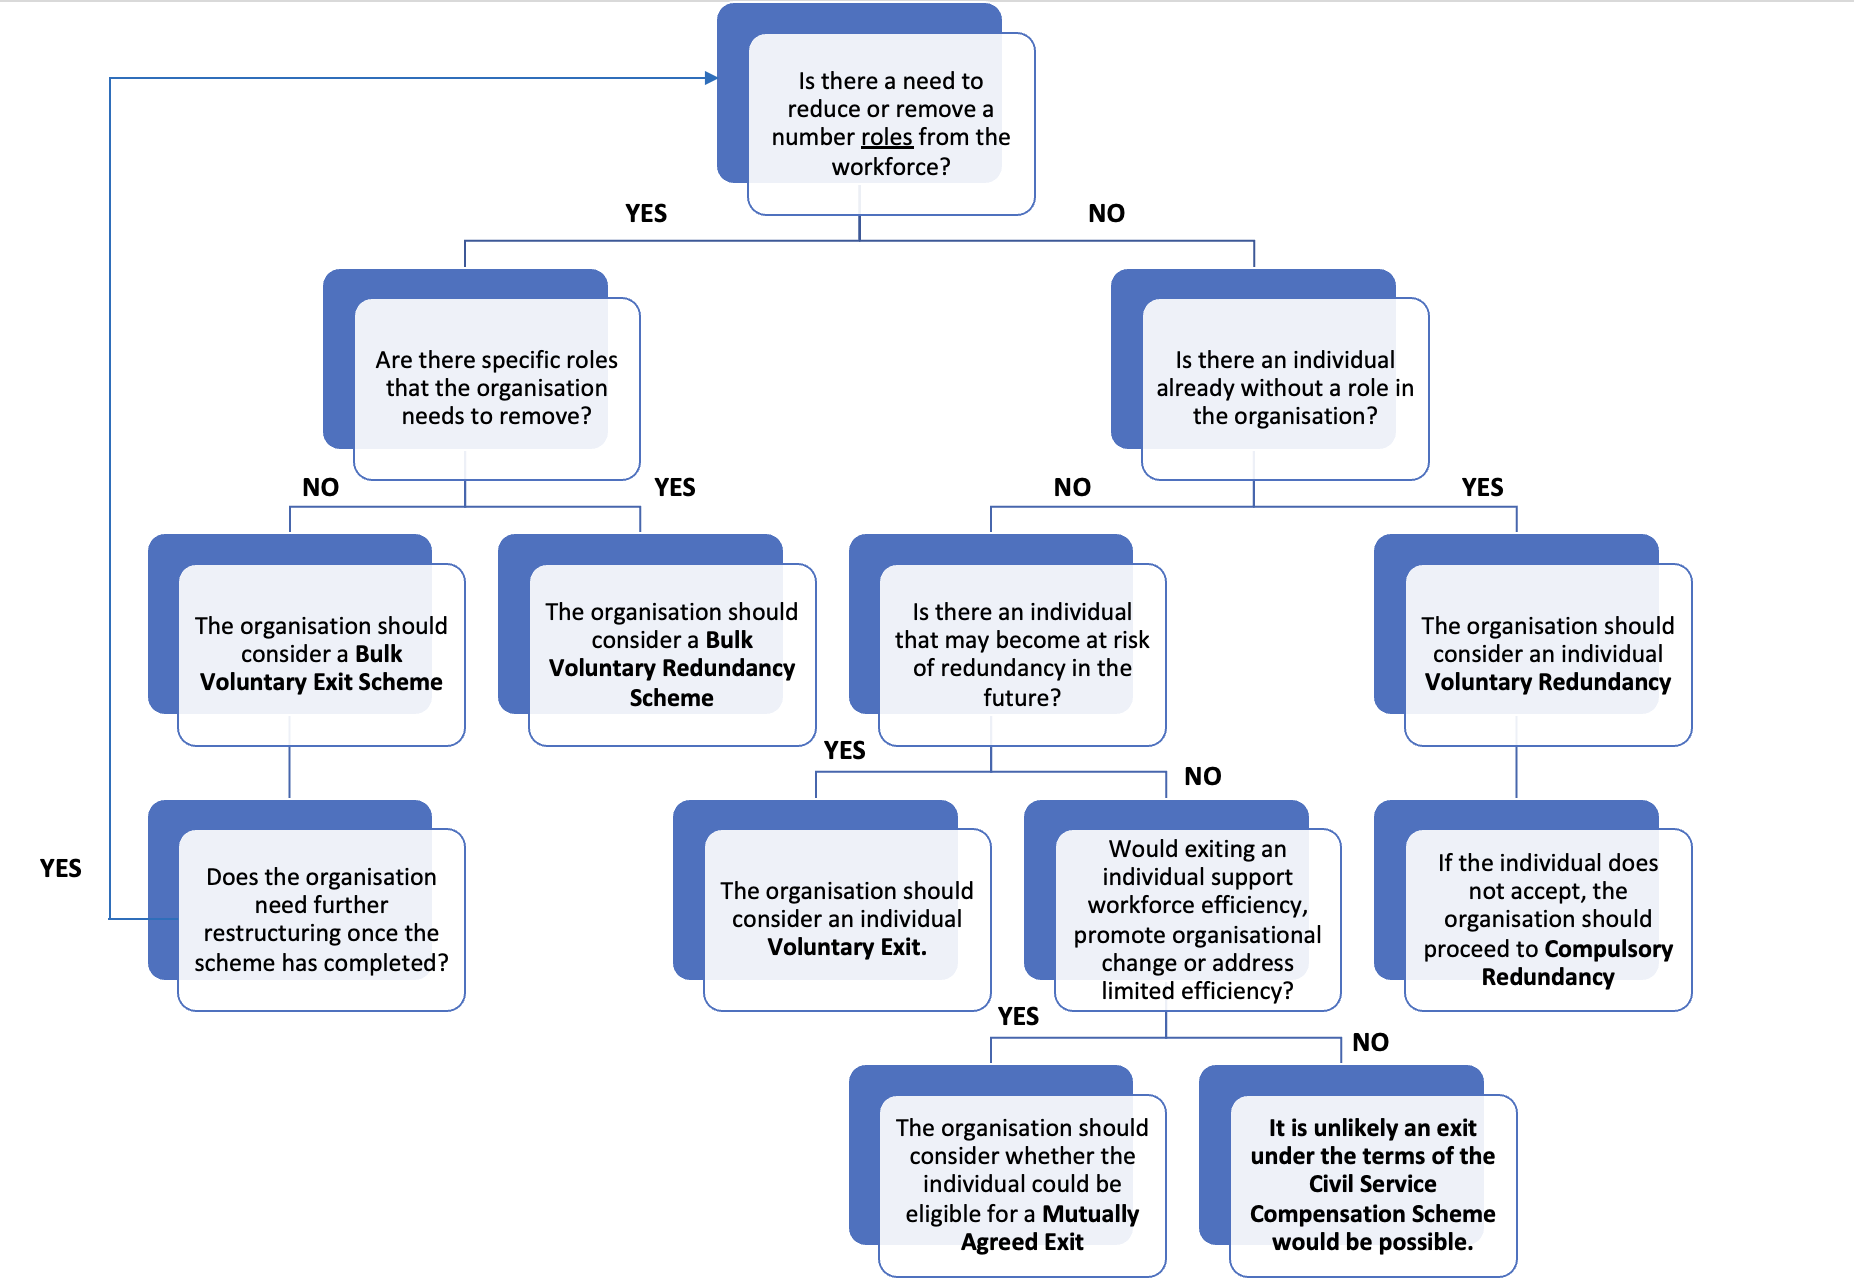 Is there a need to
reduce or remove a
number roles from the
workforce?
YES
NO
Are there specific roles
that the organisation
needs to remove?
Is there an individual
already without a role in
the organisation?
NO
YES
NO
YES
The organisation should
consider a Bulk
Voluntary Exit Scheme
The organisation should
consider a Bulk
Voluntary Redundancy
Scheme
Is there an individual
that may become at risk
of redundancy in the
future?
The organisation should
consider an individual
Voluntary Redundancy
YES
NO
YES
Does the organisation
need further
restructuring once the
scheme has completed?
The organisation should
consider an individual
Voluntary Exit.
Would exiting an
individual support
workforce efficiency,
promote organisational
change or address
limited efficiency?
If the individual does
not accept, the
organisation should
proceed to Compulsory
Redundancy
YES
NO
The organisation should
consider whether the
individual could be
eligible for a Mutually
Agreed Exit
It is unlikely an exit
under the terms of the
Civil Service
Compensation Scheme
would be possible.